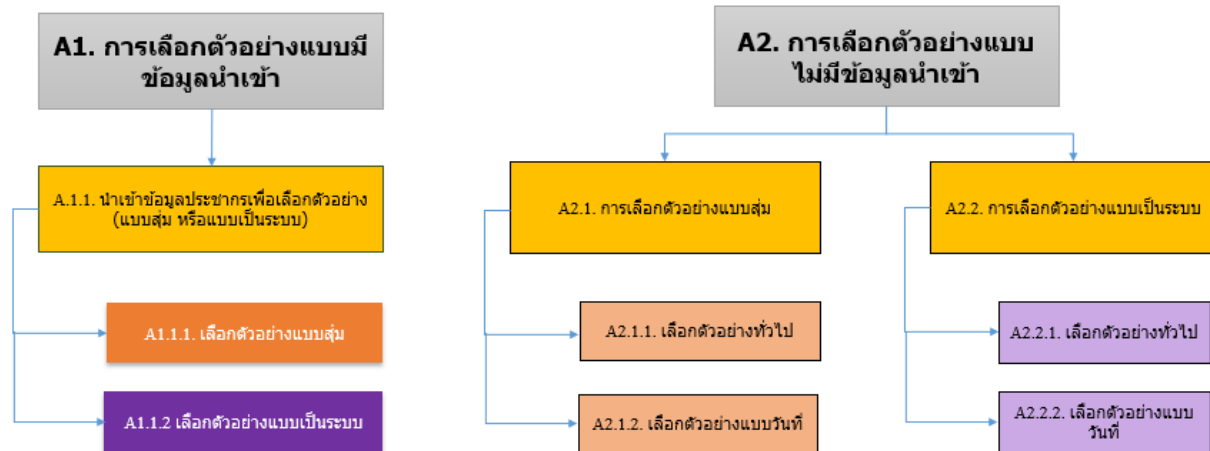 A1. การเลือกตัวอย่างแบบมี
ข้อมูลนำเข้า
A.1.1. นำเข้าข้อมูลประชากรเพื่อเลือกตัวอย่าง
(แบบสุ่ม หรือแบบเป็นระบบ)
A1.1.1. เลือกตัวอย่างแบบสุ่ม
A1.1.2 เลือกตัวอย่างแบบเป็นระบบ
A2. การเลือกตัวอย่างแบบ
ไม่มีข้อมูลนำเข้า
A2.1. การเลือกตัวอย่างแบบสุ่ม
A2.1.1. เลือกตัวอย่างทั่วไป
A2.1.2. เลือกตัวอย่างแบบวันที่
A2.2. การเลือกตัวอย่างแบบเป็นระบบ
A2.2.1. เลือกตัวอย่างทั่วไป
A2.2.2. เลือกตัวอย่างแบบ
วันที่